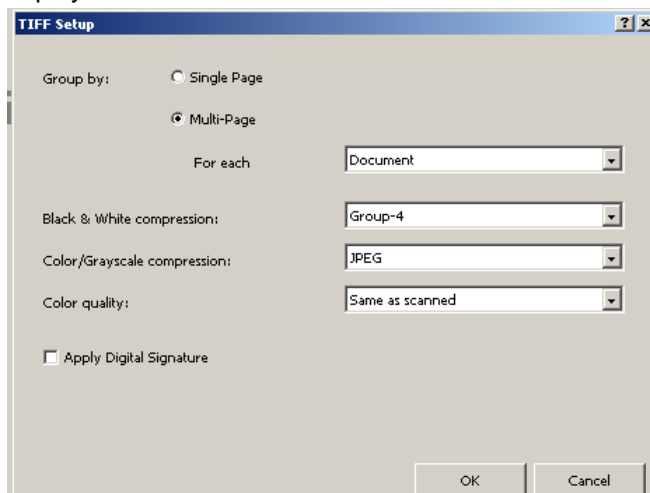 TIFF Setup
Group by: Single Page
Multi-Page
For each Document
Black & White compression: Group-4
Color/Grayscale compression: JPEG
Color quality: Same as scanned
Apply Digital Signature
OK Cancel